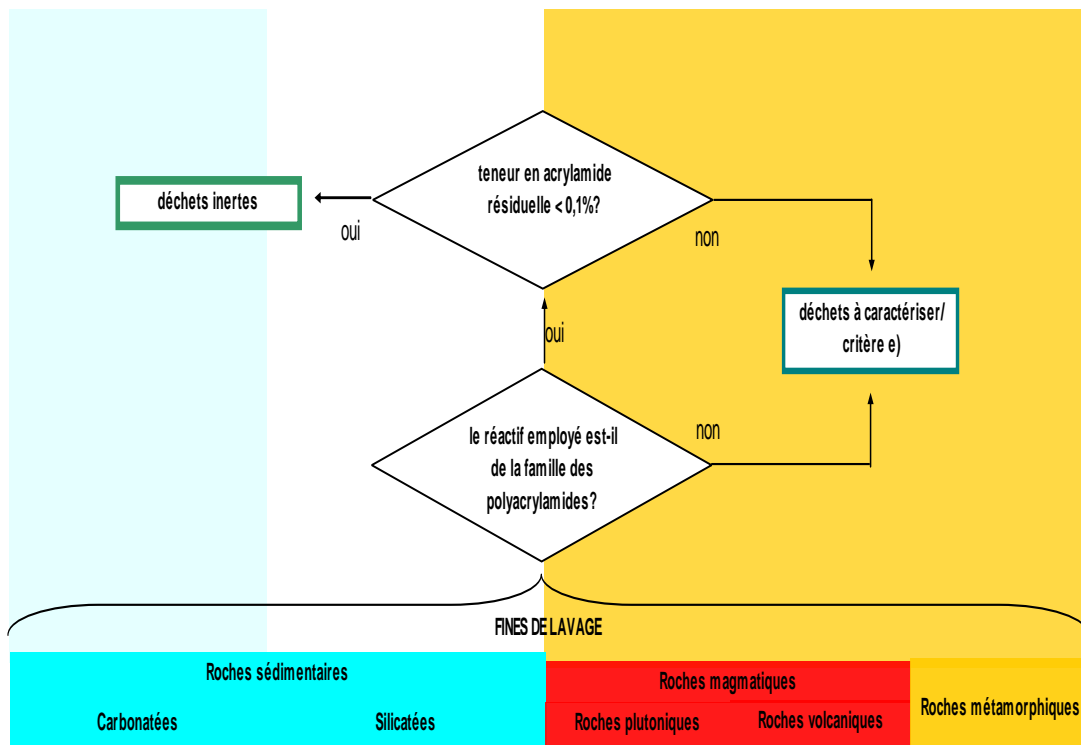 teneur en acrylamide
résiduelle < 0,1%?
déchets inertes
oui
non
déchets à caractériser/
critère e)
oui
le réactif employé est-il
de la famille des
polyacrylamides?
non
FINES DE LAVAGE
Roches sédimentaires
Roches magmatiques
Roches métamorphiques
Carbonatées
Silicatées
Roches plutoniques
Roches volcaniques